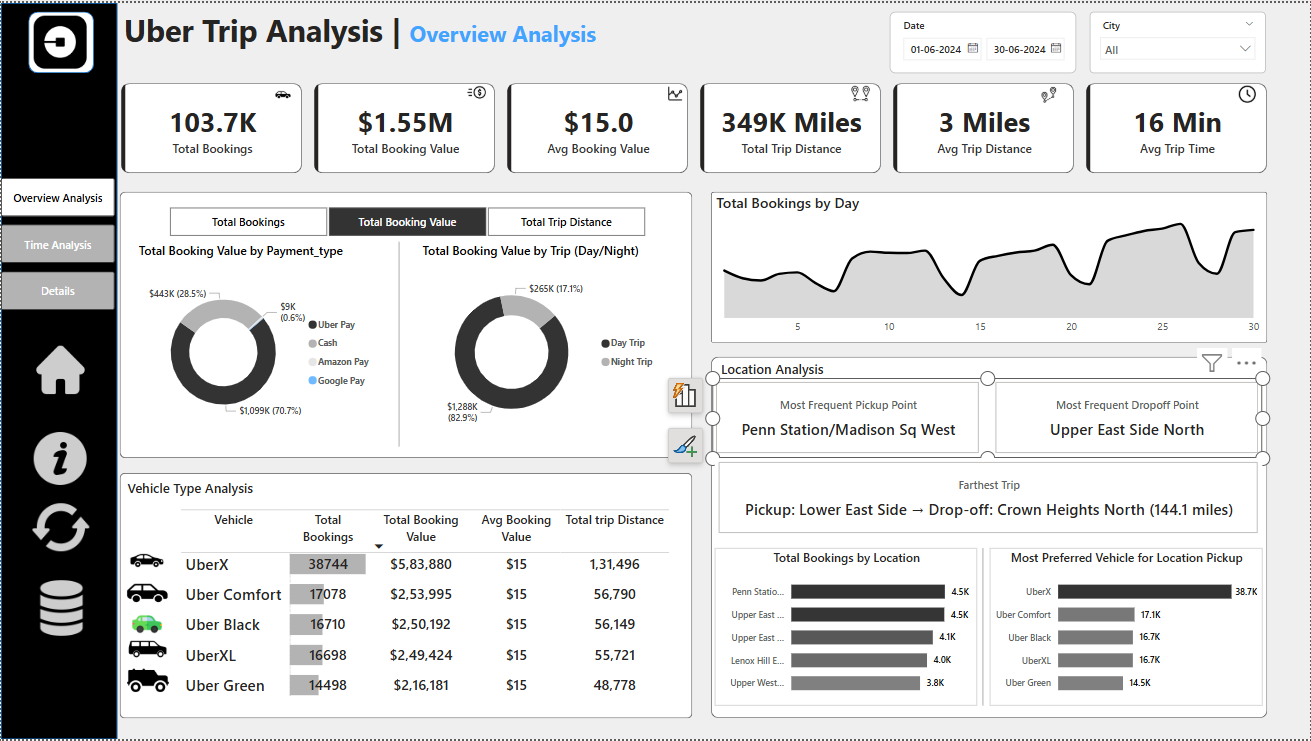 Uber Trip Analysis | Overview Analysis
Date
01-06-2024 30-06-2024
City
All
103.7K
Total Bookings
$1.55M
Total Booking Value
$15.0
Avg Booking Value
349K Miles
Total Trip Distance
3 Miles
Avg Trip Distance
16 Min
Avg Trip Time
Overview Analysis
Time Analysis
Details
Total Bookings Total Booking Value Total Trip Distance
Total Booking Value by Payment_type
$443K (28.5%)
$9K
(0.6%)
$1,099K (70.7%)
Uber Pay
Cash
Amazon Pay
Google Pay
Total Booking Value by Trip (Day/Night)
$265K (17.1%)
$1,288K
(82.9%)
Day Trip
Night Trip
Total Bookings by Day
5 10 15 20 25 30
Vehicle Type Analysis
Vehicle Total Bookings Total Booking Value Avg Booking Value Total trip Distance
UberX 38744 $5,83,880 $15 1,31,496
Uber Comfort 17078 $2,53,995 $15 56,790
Uber Black 16710 $2,50,192 $15 56,149
UberXL 16698 $2,49,424 $15 55,721
Uber Green 14498 $2,16,181 $15 48,778
Location Analysis
Most Frequent Pickup Point
Penn Station/Madison Sq West
Most Frequent Dropoff Point
Upper East Side North
Farthest Trip
Pickup: Lower East Side → Drop-off: Crown Heights North (144.1 miles)
Total Bookings by Location
Penn Statio... 4.5K
Upper East ... 4.5K
Upper East ... 4.1K
Lenox Hill E... 4.0K
Upper West... 3.8K
Most Preferred Vehicle for Location Pickup
UberX 38.7K
Uber Comfort 17.1K
Uber Black 16.7K
UberXL 16.7K
Uber Green 14.5K